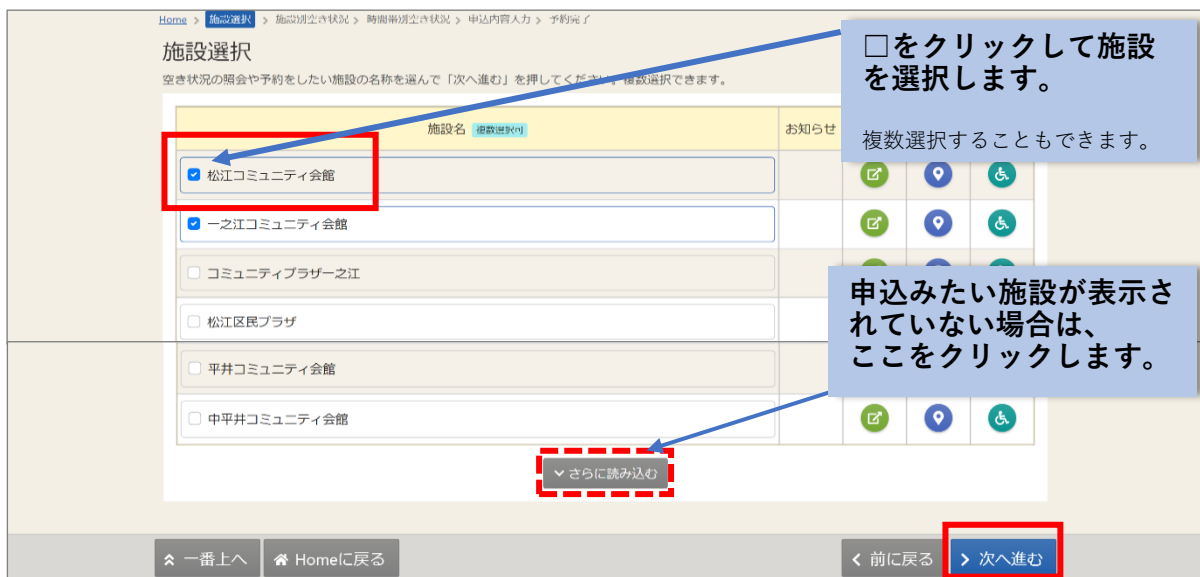 Home > 施設選択 > 施設別空き状況 > 時間帯別空き状況 > 申込内容入力 > 予約完了
施設選択
空き状況の照会や予約をしたい施設の名称を選んで「次へ進む」を押してください。複数選択できます。
□をクリックして施設
を選択します。
複数選択することもできます。
施設名 複数選択可
お知らせ
松江コミュニティ会館
一之江コミュニティ会館
コミュニティプラザ一之江
松江区民プラザ
平井コミュニティ会館
中平井コミュニティ会館
申込みたい施設が表示さ
れていない場合は、
ここをクリックします。
さらに読み込む
一番上へ
Homeに戻る
前に戻る
次へ進む